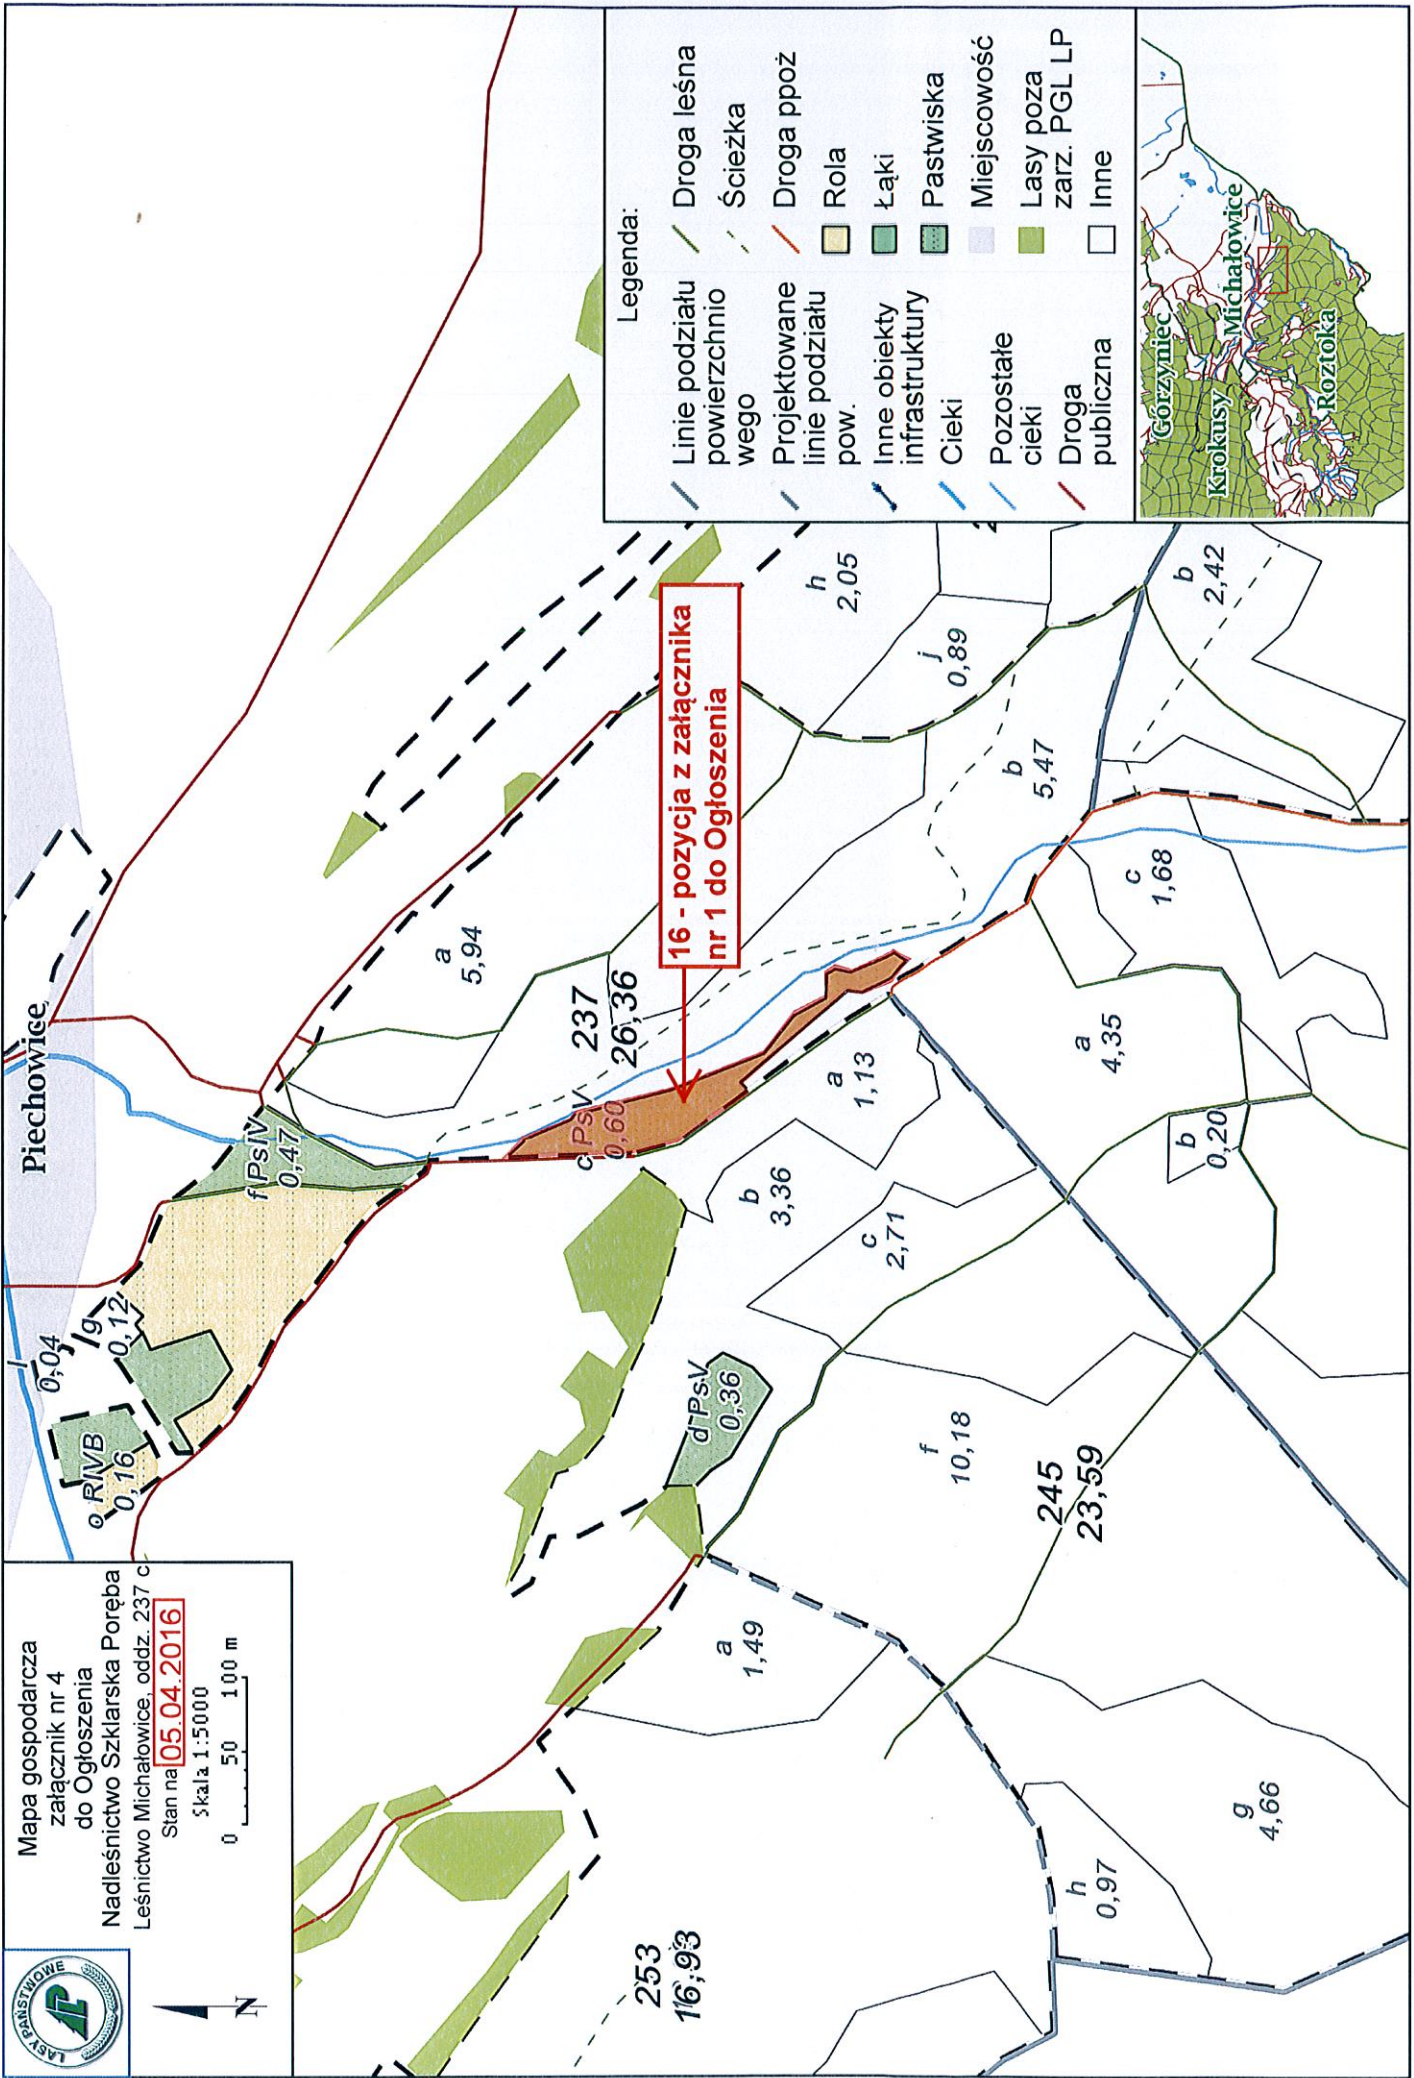 LASY PAŃSTWOWE
LP
N
Mapa gospodarcza
załącznik nr 4
do Ogłoszenia
Nadleśnictwo Szklarska Poręba
Leśnictwo Michałowice, oddz. 237 c
Stan na 05.04.2016
Skala 1:5000
0 50 100 m
Piechowice
l
0,04
g
0,12
o RIVB
0,16
f PsIV
0,47
a
5,94
237
26,36
c PsV
0,60
16 - pozycja z załącznika
nr 1 do Ogłoszenia
h
2,05
j
0,89
b
5,47
b
2,42
c
1,68
a
1,13
a
4,35
b
3,36
c
2,71
b
0,20
d PsV
0,36
f
10,18
245
23,59
a
1,49
253
16,93
h
0,97
g
4,66
Legenda:
Linie podziału
powierzchnio
wego
Projektowane
linie podziału
pow.
Inne obiekty
infrastruktury
Cieki
Pozostałe
cieki
Droga
publiczna
Droga leśna
Ścieżka
Droga ppoż
Rola
Łąki
Pastwiska
Miejscowość
Lasy poza
zarz. PGL LP
Inne
Górzyniec
Krokusy
Michałowice
Roztoka